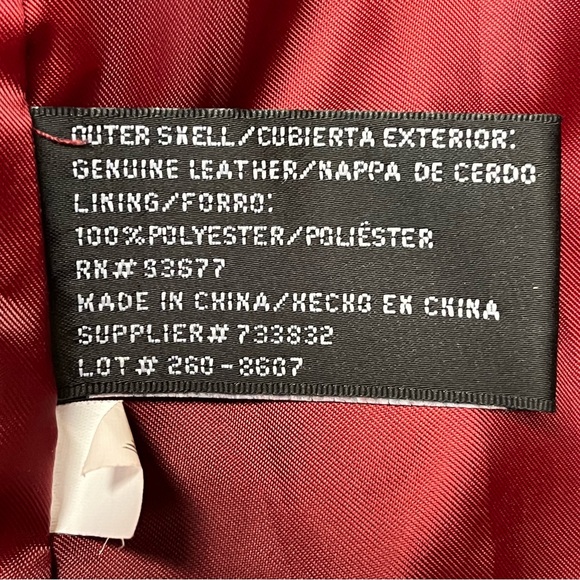 OUTER SHELL/CUBIERTA EXTERIOR:
GENUINE LEATHER/NAPPA DE CERDO
LINING/FORRO:
100%POLYESTER/POLIÉSTER
RN# 93677
MADE IN CHINA/HECHO EN CHINA
SUPPLIER# 733832
LOT# 260-8607